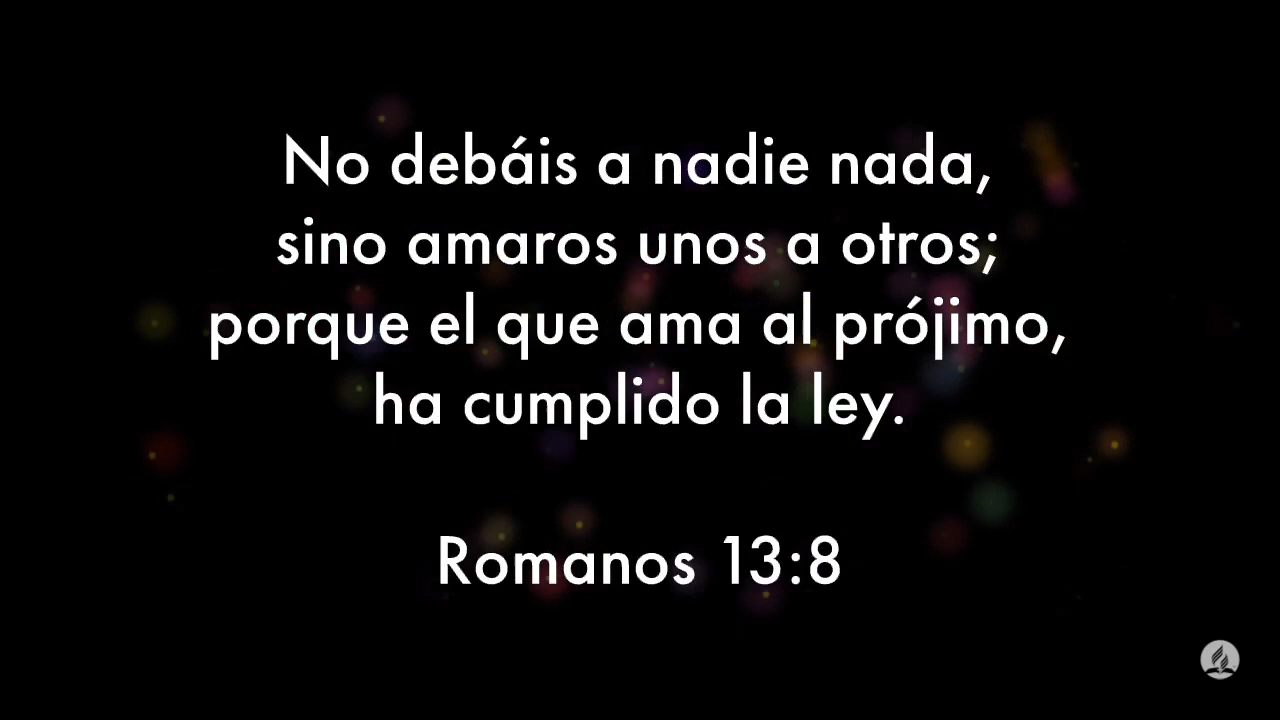 No debáis a nadie nada,
sino amaros unos a otros;
porque el que ama al prójimo,
ha cumplido la ley.
Romanos 13:8